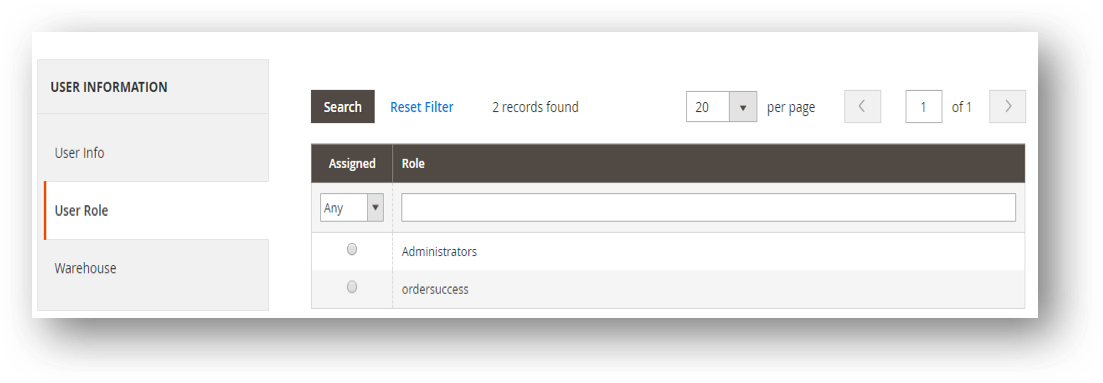 USER INFORMATION
User Info
User Role
Warehouse
Search Reset Filter 2 records found 20 per page 1 of 1
Assigned Role
Any
Administrators
ordersuccess